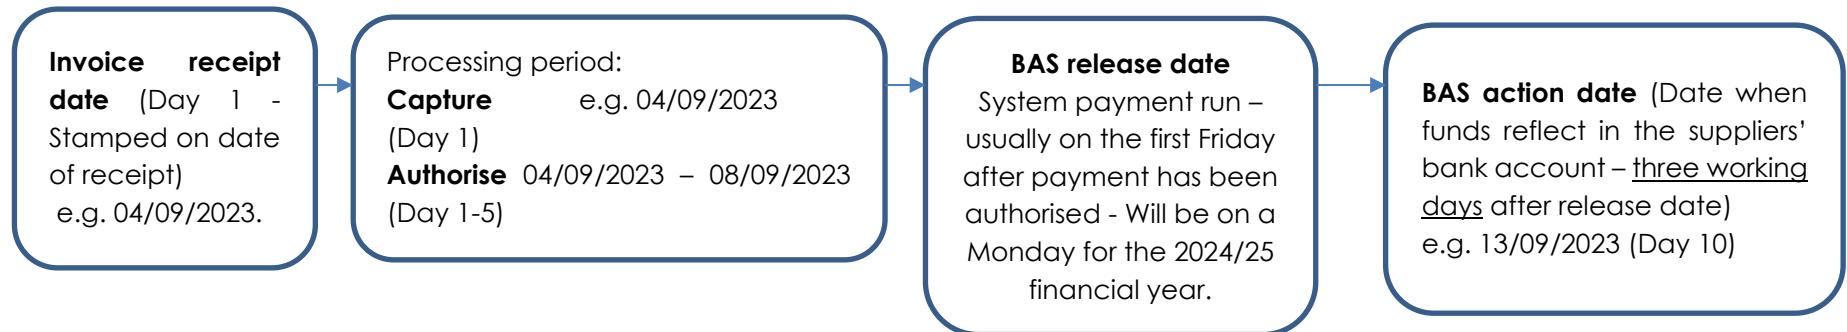 Invoice receipt
date (Day 1 -
Stamped on date
of receipt)
e.g. 04/09/2023.
Processing period:
Capture e.g. 04/09/2023
(Day 1)
Authorise 04/09/2023 – 08/09/2023
(Day 1-5)
BAS release date
System payment run –
usually on the first Friday
after payment has been
authorised - Will be on a
Monday for the 2024/25
financial year.
BAS action date (Date when
funds reflect in the suppliers’
bank account – three working
days after release date)
e.g. 13/09/2023 (Day 10)